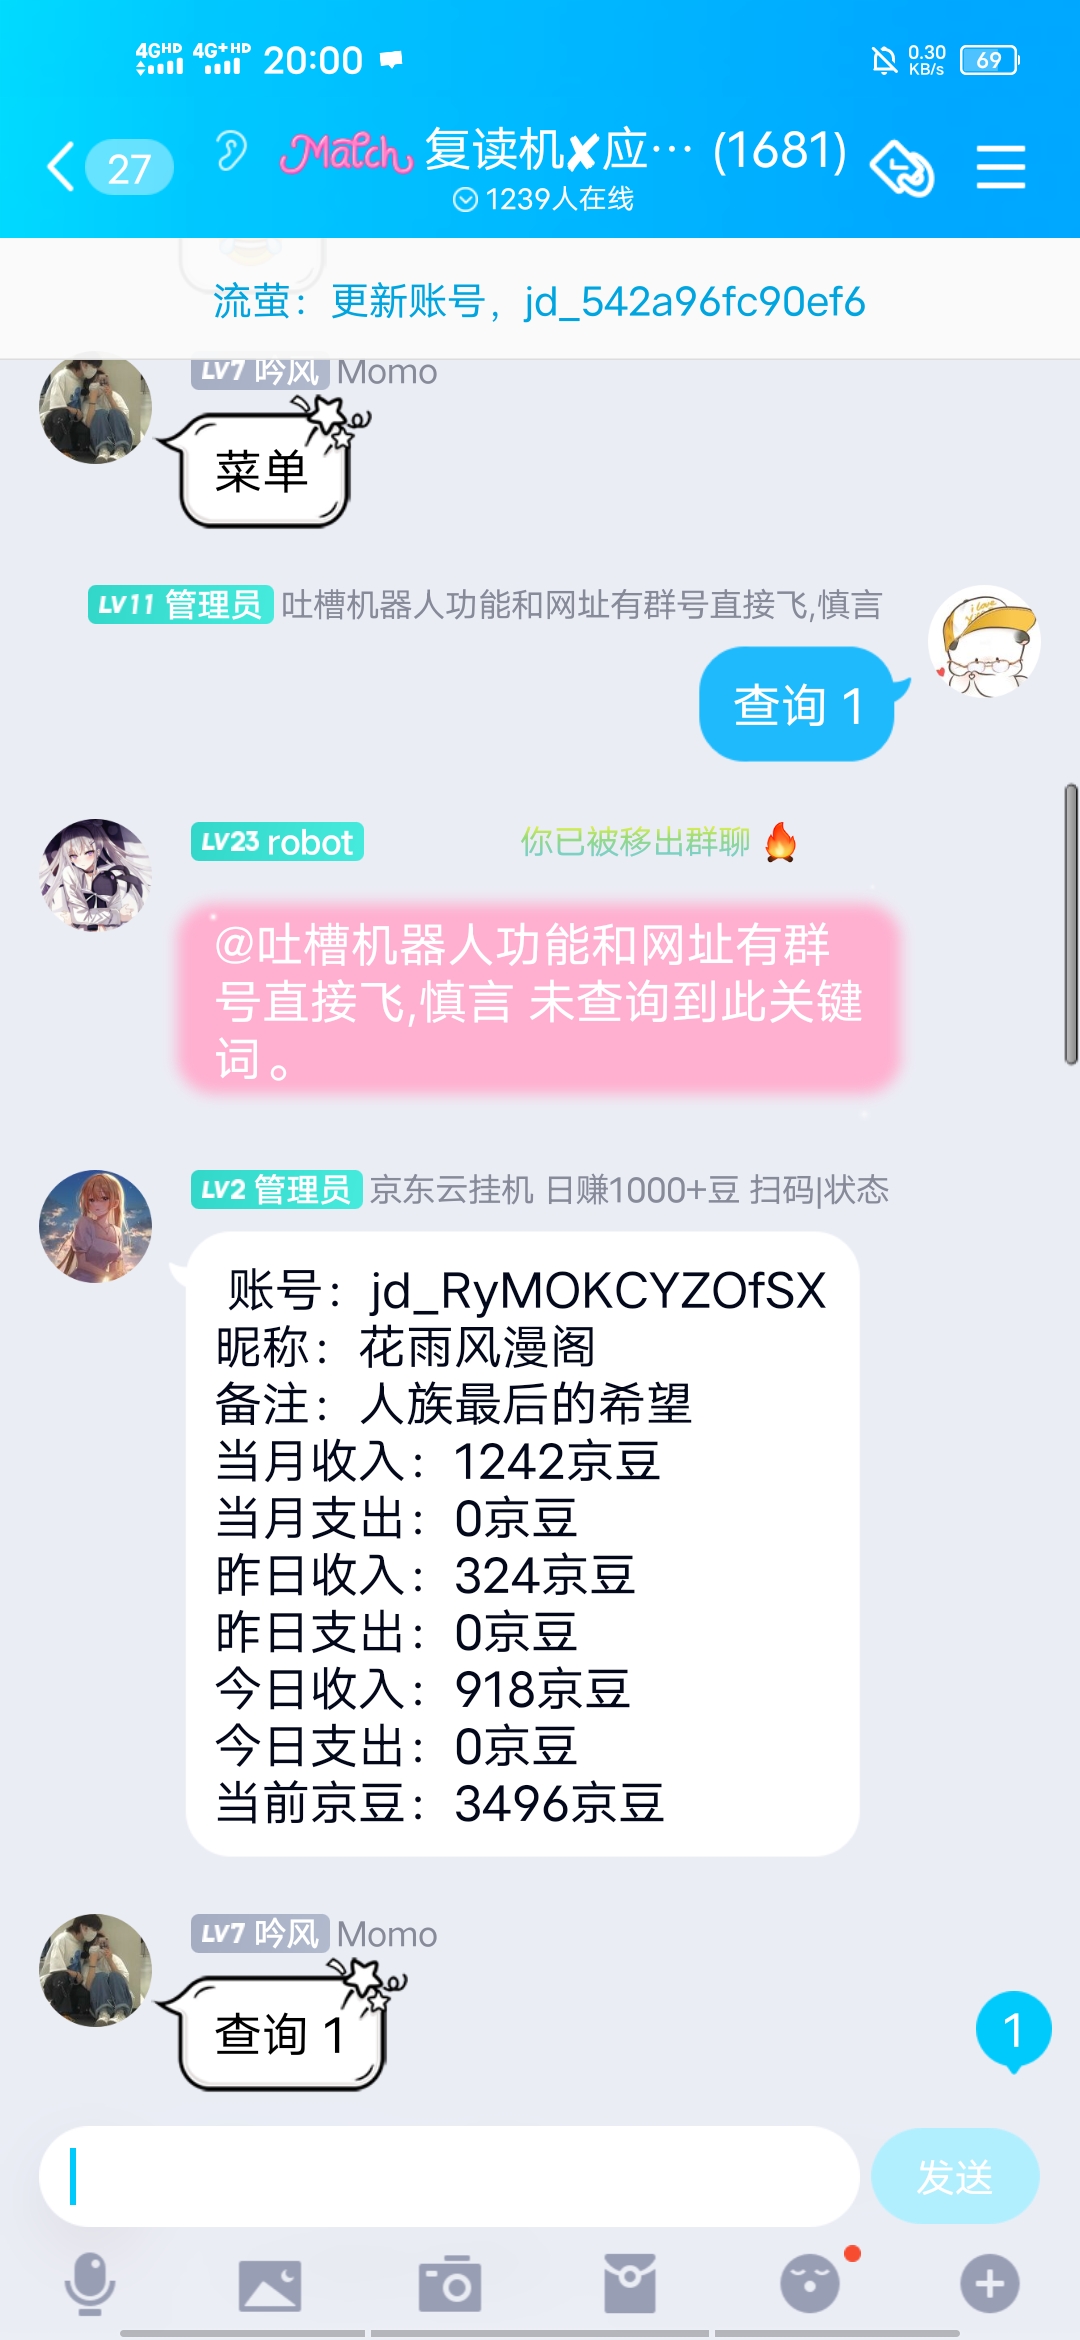 4GHD 4G+HD 20:00 0.30 KB/s 69
27 Match 复读机✘应… (1681)
1239人在线
流萤：更新账号，jd_542a96fc90ef6
LV7 吟风 Momo
菜单
LV11 管理员 吐槽机器人功能和网址有群号直接飞,慎言
查询 1
LV23 robot 你已被移出群聊 🔥
@吐槽机器人功能和网址有群
号直接飞,慎言 未查询到此关键
词 。
LV2 管理员 京东云挂机 日赚1000+豆 扫码|状态
账号：jd_RyMOKCYZOfSX
昵称：花雨风漫阁
备注：人族最后的希望
当月收入：1242京豆
当月支出：0京豆
昨日收入：324京豆
昨日支出：0京豆
今日收入：918京豆
今日支出：0京豆
当前京豆：3496京豆
LV7 吟风 Momo
查询 1
1
发送